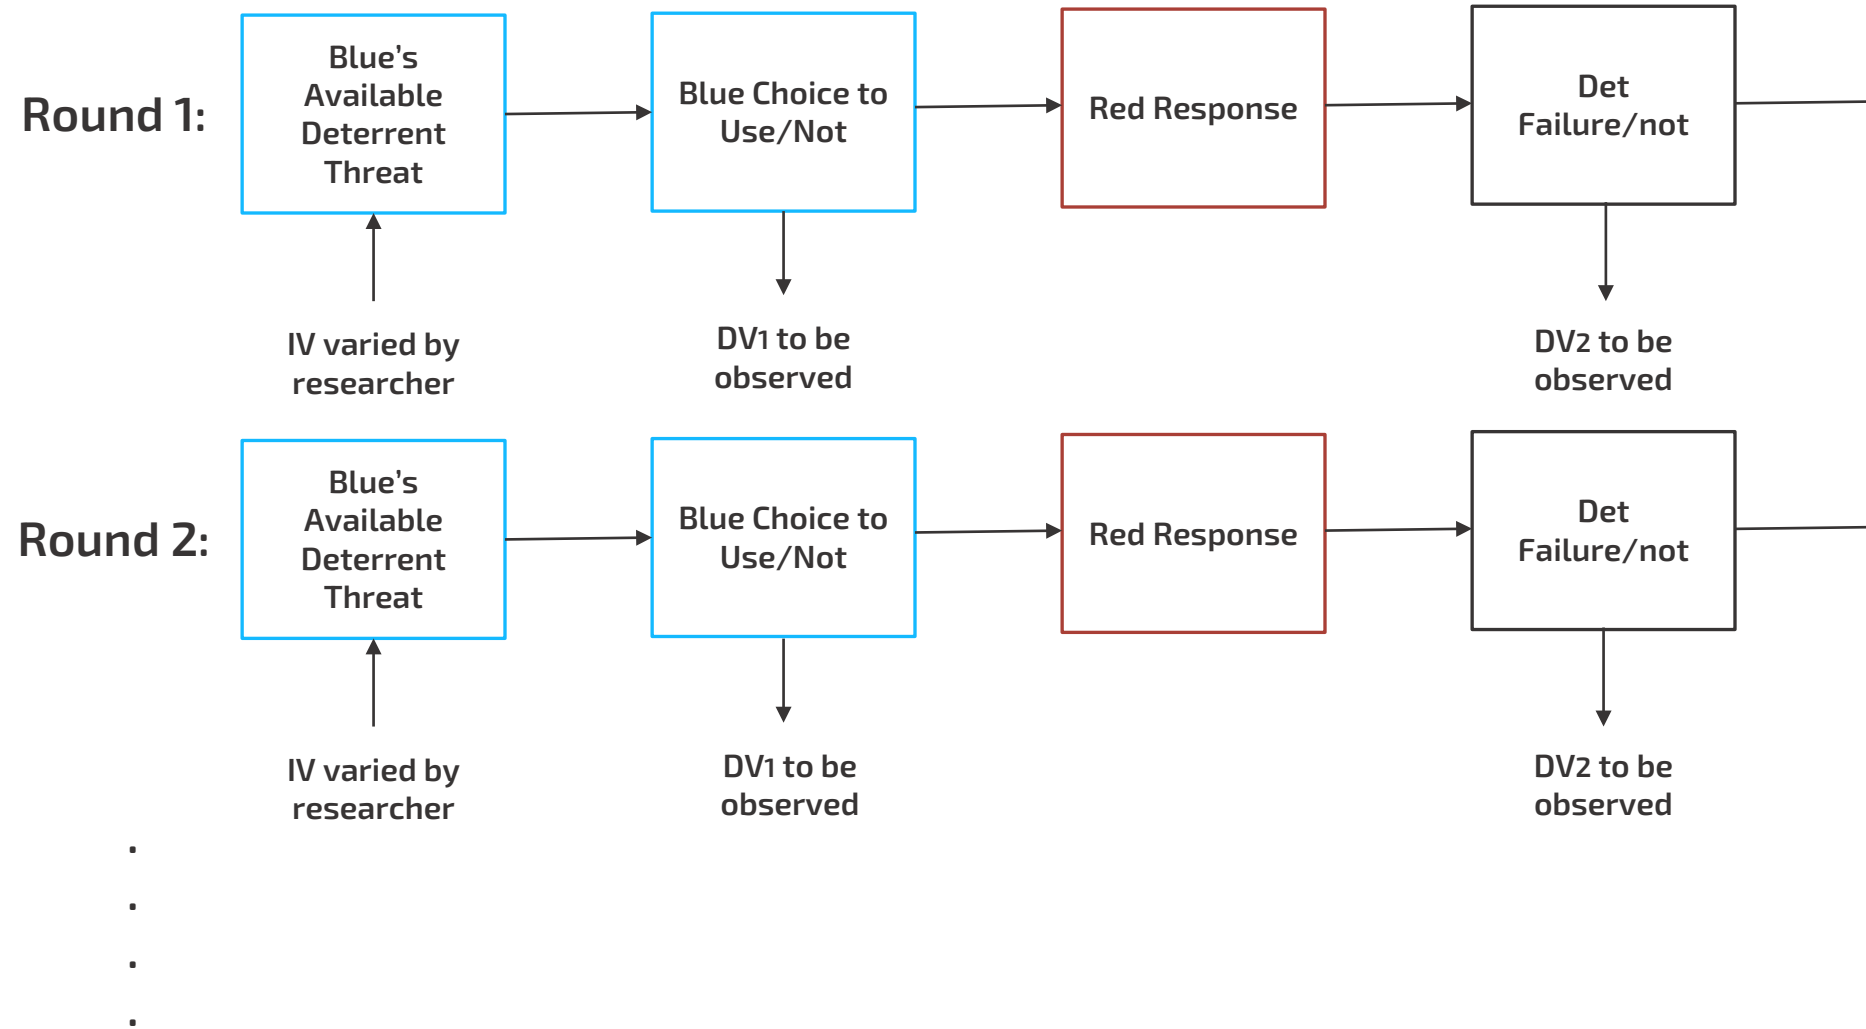 Round 1:
Blue’s
Available
Deterrent
Threat
Blue Choice to
Use/Not
Red Response
Det
Failure/not
IV varied by
researcher
DV1 to be
observed
DV2 to be
observed
Round 2:
Blue’s
Available
Deterrent
Threat
Blue Choice to
Use/Not
Red Response
Det
Failure/not
IV varied by
researcher
DV1 to be
observed
DV2 to be
observed
.
.
.
.